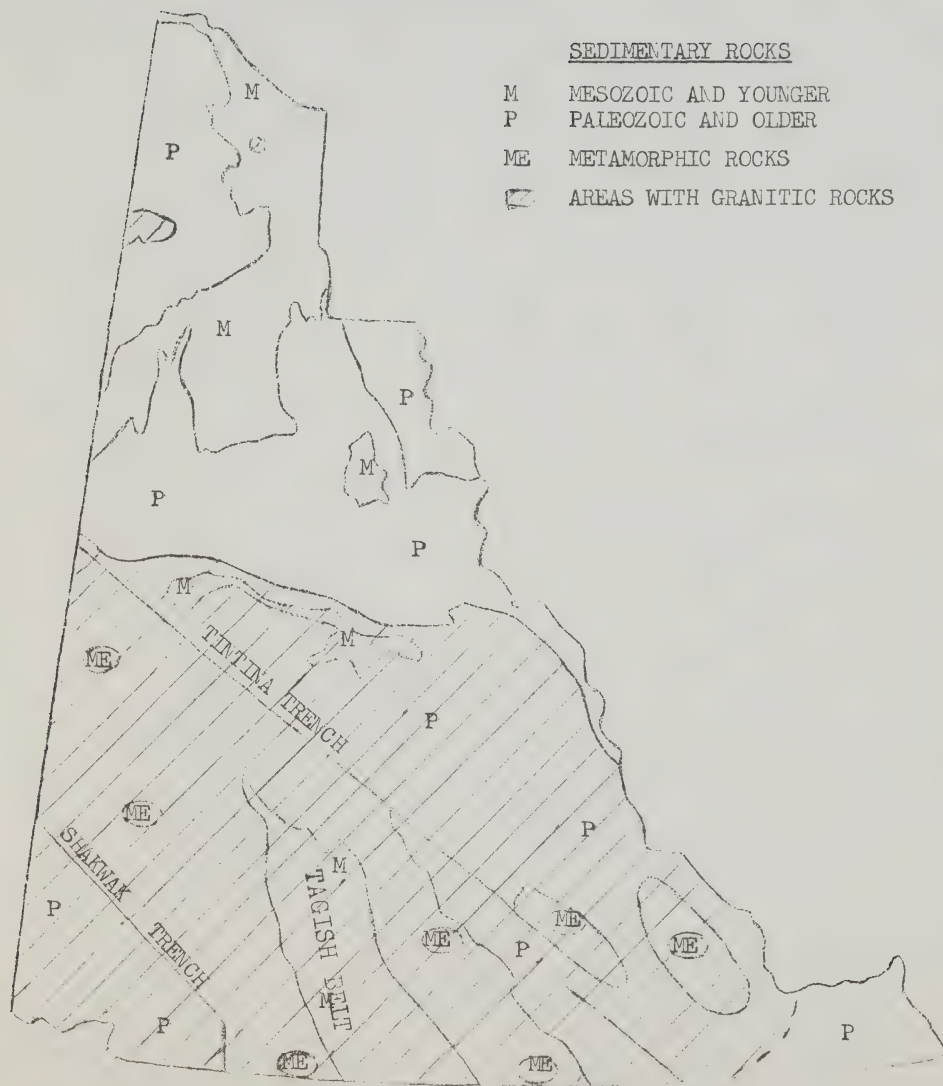 SEDIMENTARY ROCKS
M MESOZOIC AND YOUNGER
P PALEOZOIC AND OLDER
ME METAMORPHIC ROCKS
AREAS WITH GRANITIC ROCKS
M
P
M
P
M
P
P
M
M
ME
TINTINA TRENCH
P
ME
P
SHAKWAK TRENCH
M
TAGISH BELT
P
ME
ME
P
ME
M
P
P
ME
ME